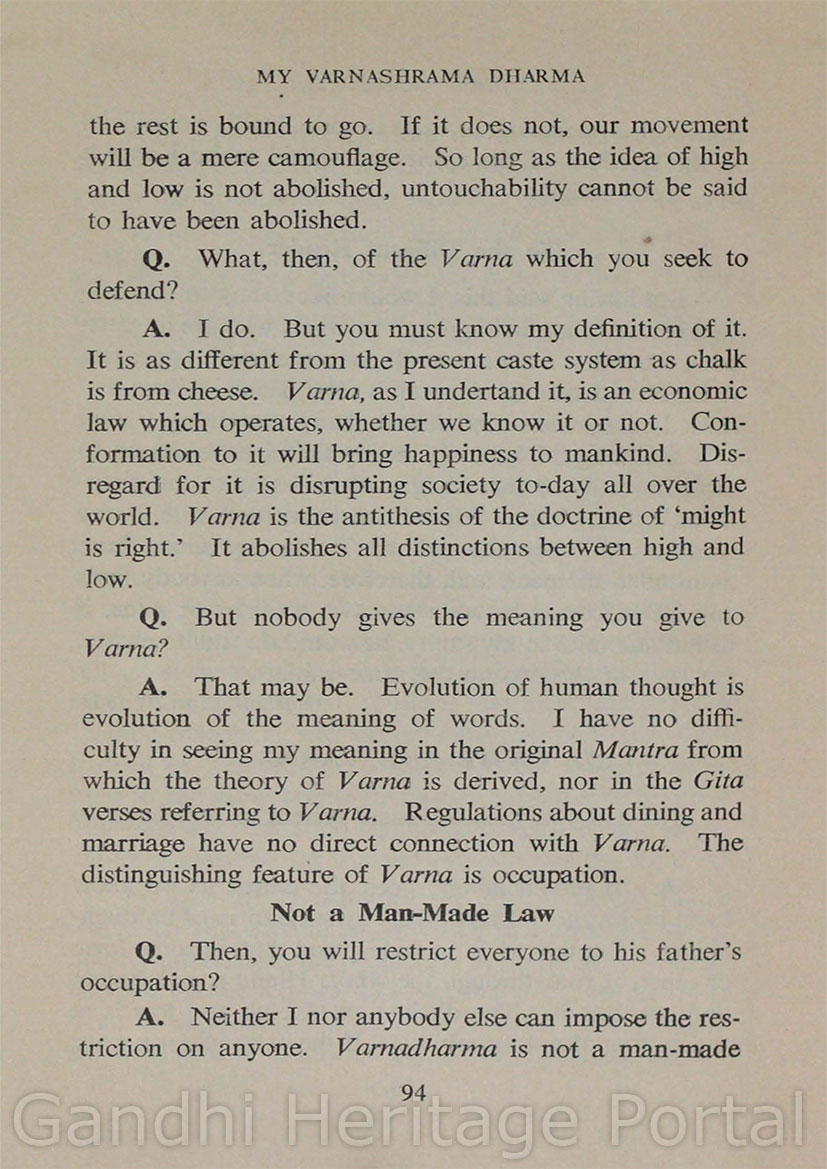 MY VARNASHRAMA DHARMA
the rest is bound to go. If it does not, our movement
will be a mere camouflage. So long as the idea of high
and low is not abolished, untouchability cannot be said
to have been abolished.
Q. What, then, of the Varna which you seek to
defend?
A. I do. But you must know my definition of it.
It is as different from the present caste system as chalk
is from cheese. Varna, as I undertand it, is an economic
law which operates, whether we know it or not. Con-
formation to it will bring happiness to mankind. Dis-
regard for it is disrupting society to-day all over the
world. Varna is the antithesis of the doctrine of ‘might
is right.’ It abolishes all distinctions between high and
low.
Q. But nobody gives the meaning you give to
Varna?
A. That may be. Evolution of human thought is
evolution of the meaning of words. I have no diffi-
culty in seeing my meaning in the original Mantra from
which the theory of Varna is derived, nor in the Gita
verses referring to Varna. Regulations about dining and
marriage have no direct connection with Varna. The
distinguishing feature of Varna is occupation.
Not a Man-Made Law
Q. Then, you will restrict everyone to his father’s
occupation?
A. Neither I nor anybody else can impose the res-
triction on anyone. Varnadharma is not a man-made
94
Gandhi Heritage Portal